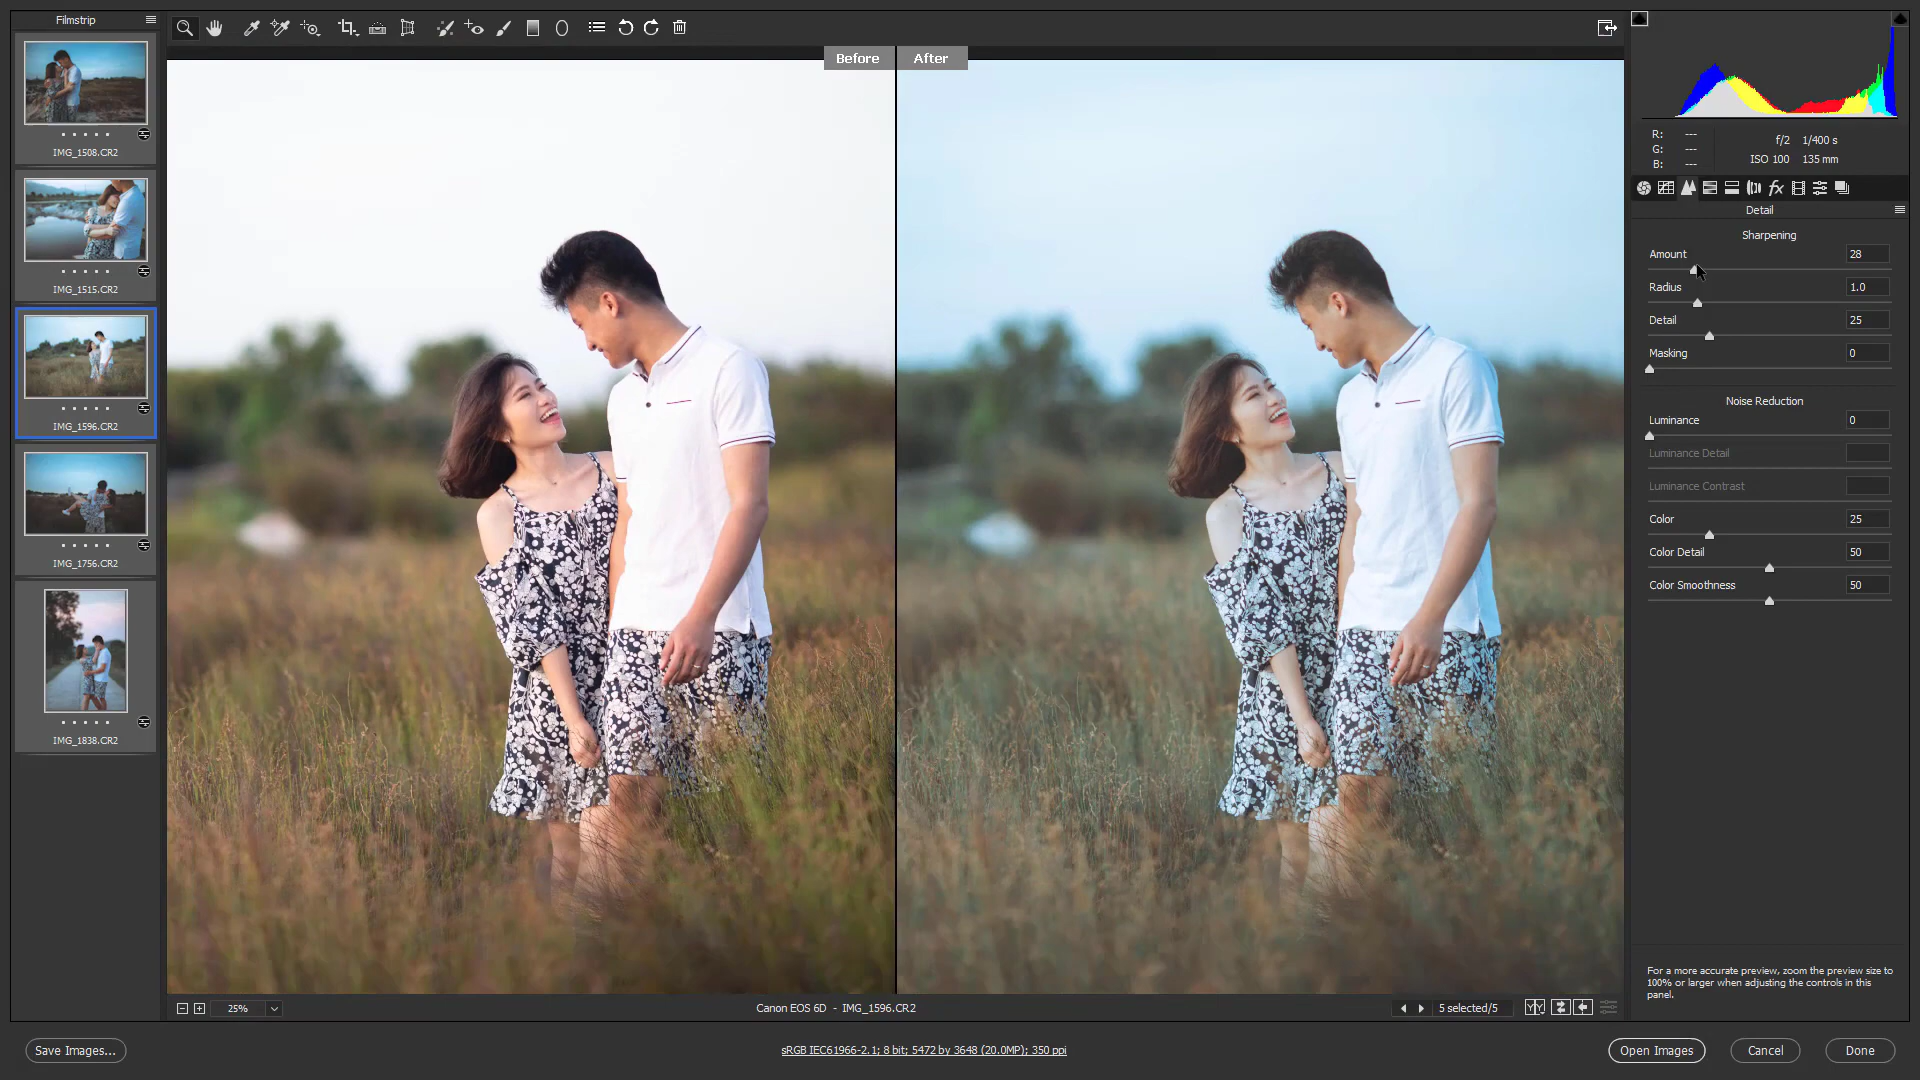 Filmstrip
IMG_1508.CR2
IMG_1515.CR2
IMG_1596.CR2
IMG_1756.CR2
IMG_1838.CR2
Before
After
R: ---
G: ---
B: ---
f/2 1/400 s
ISO 100 135 mm
fx
Detail
Sharpening
Amount 28
Radius 1.0
Detail 25
Masking 0
Noise Reduction
Luminance 0
Luminance Detail
Luminance Contrast
Color 25
Color Detail 50
Color Smoothness 50
For a more accurate preview, zoom the preview size to
100% or larger when adjusting the controls in this
panel.
25%
Canon EOS 6D - IMG_1596.CR2
5 selected/5
Y Y
Save Images...
sRGB IEC61966-2.1; 8 bit; 5472 by 3648 (20.0MP); 350 ppi
Open Images
Cancel
Done